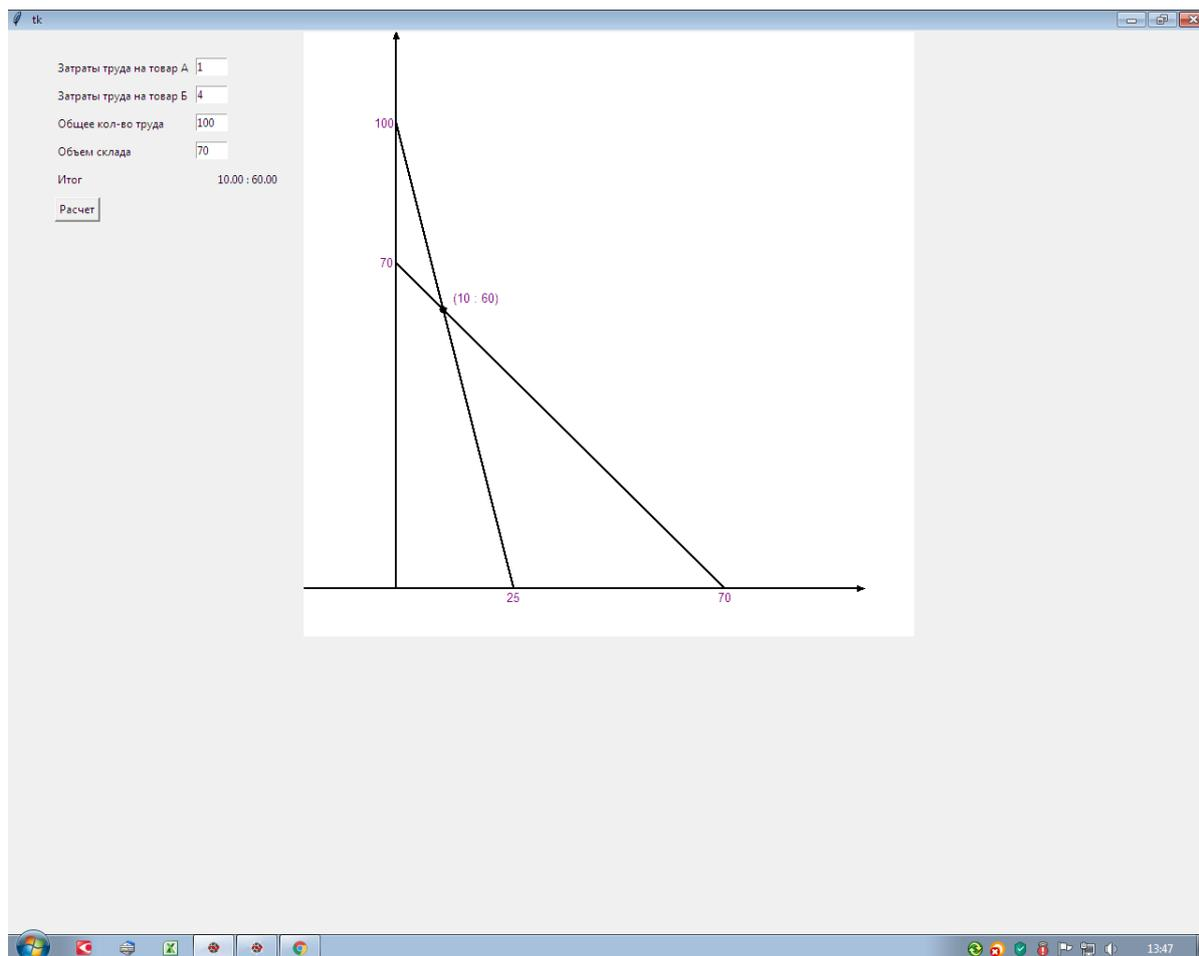 tk
Затраты труда на товар А 1
Затраты труда на товар Б 4
Общее кол-во труда 100
Объем склада 70
Итог 10.00 : 60.00
Расчет
100
70
(10 : 60)
25 70
13:47